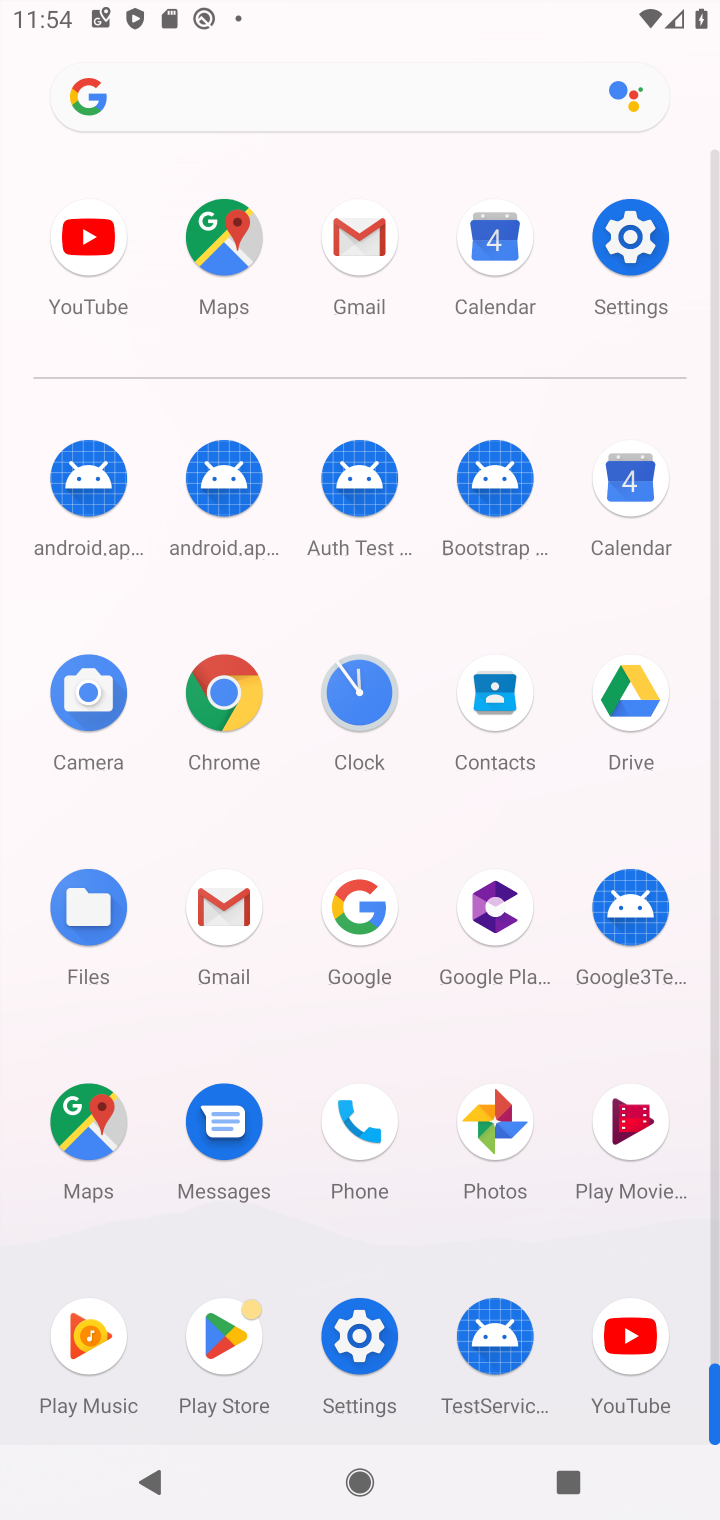 11:54
YouTube Maps Gmail Calendar Settings
android.ap... android.ap... Auth Test ... Bootstrap ... Calendar
Camera Chrome Clock Contacts Drive
Files Gmail Google Google Pla... Google3Te...
Maps Messages Phone Photos Play Movie...
Play Music Play Store Settings TestServic... YouTube